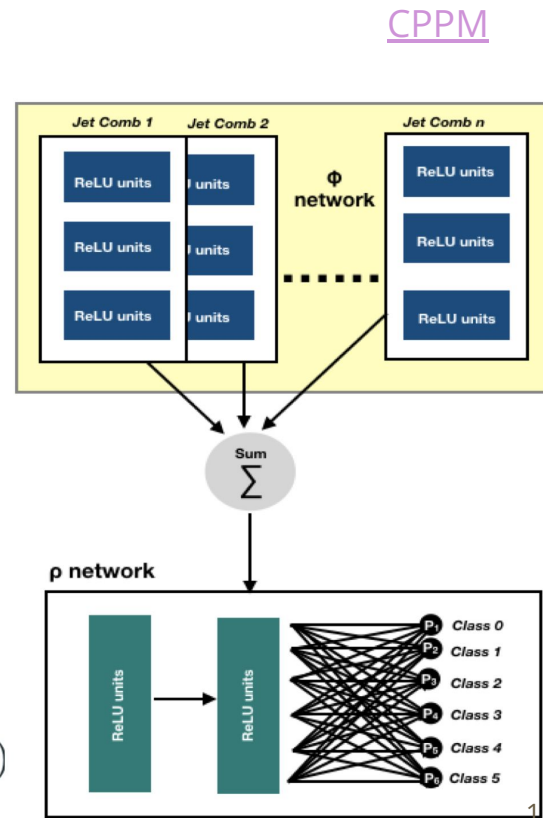 CPPM
Jet Comb 1 Jet Comb 2 Jet Comb n
ReLU units
ReLU units
ReLU units
units
units
units
Φ
network
ReLU units
ReLU units
ReLU units
Sum
∑
ρ network
ReLU units
ReLU units
P₁ Class 0
P₂ Class 1
P₃ Class 2
P₄ Class 3
P₅ Class 4
P₆ Class 5
1